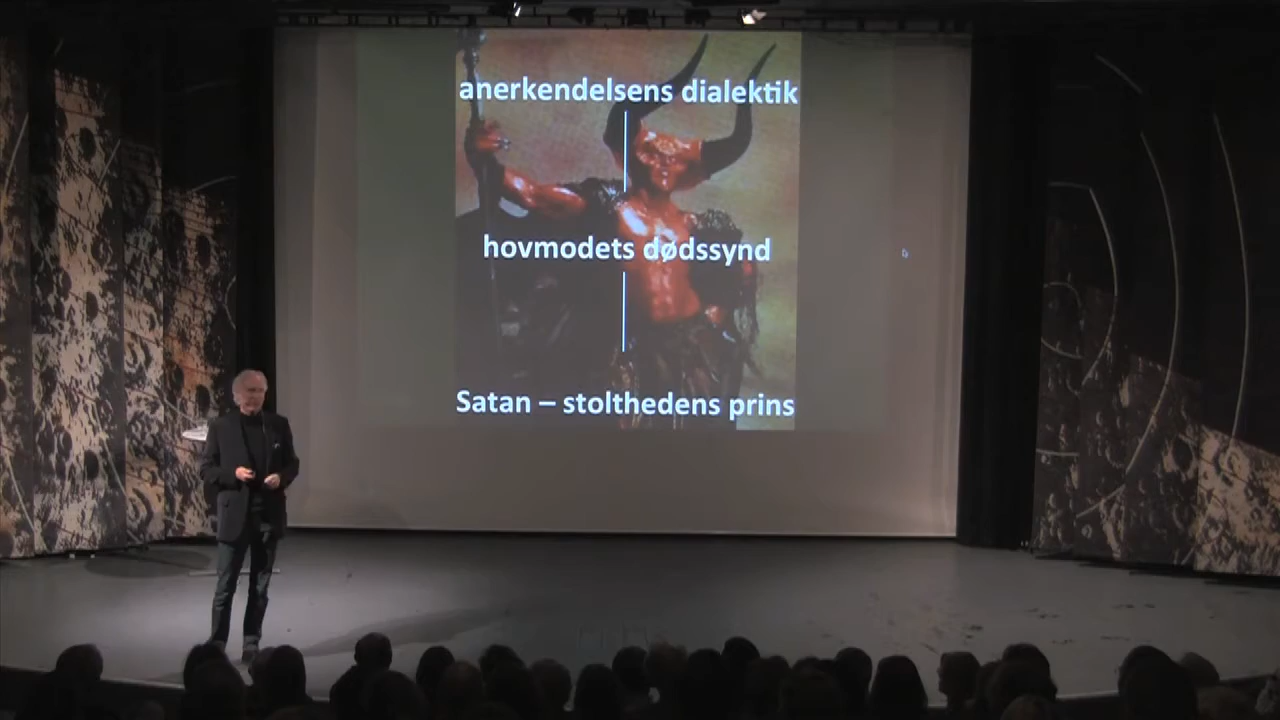 anerkendelsens dialektik
hovmodets dødssynd
Satan – stolthedens prins